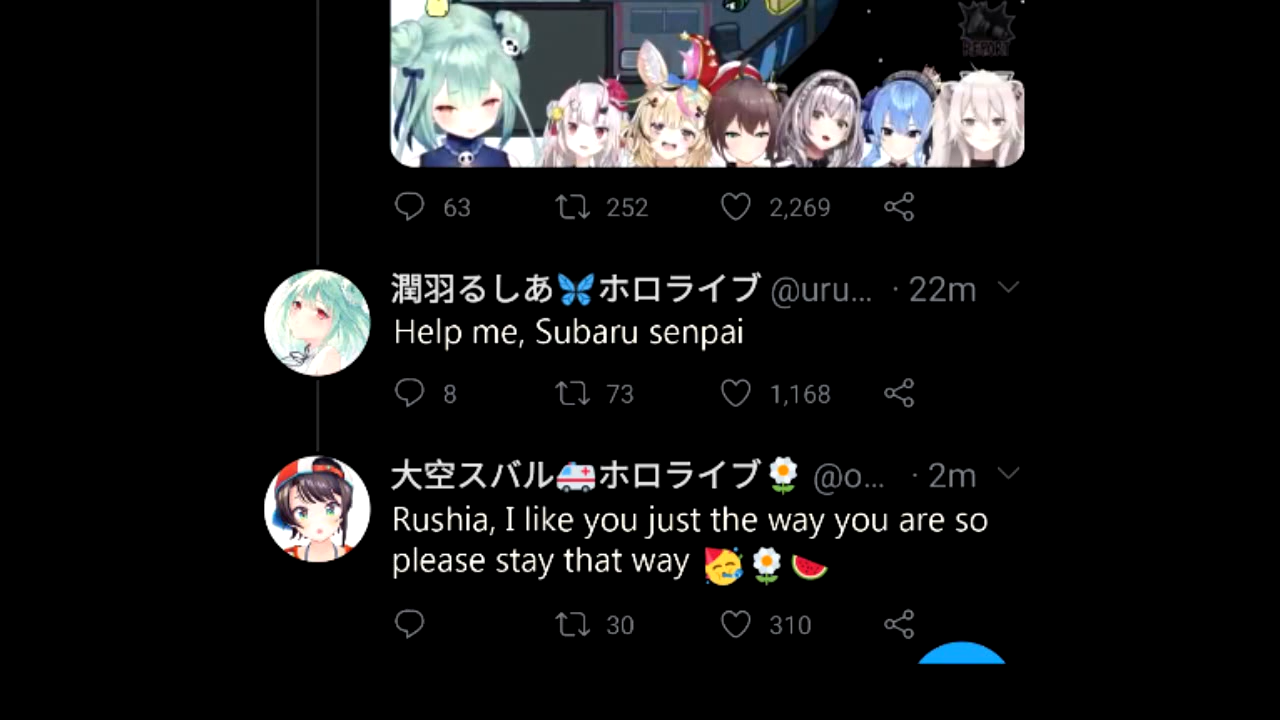 REPORT
63 252 2,269
潤羽るしあ🦋ホロライブ @uru... · 22m
Help me, Subaru senpai
8 73 1,168
大空スバル🚑ホロライブ🌼 @o... · 2m
Rushia, I like you just the way you are so
please stay that way 🥳🌼🍉
30 310